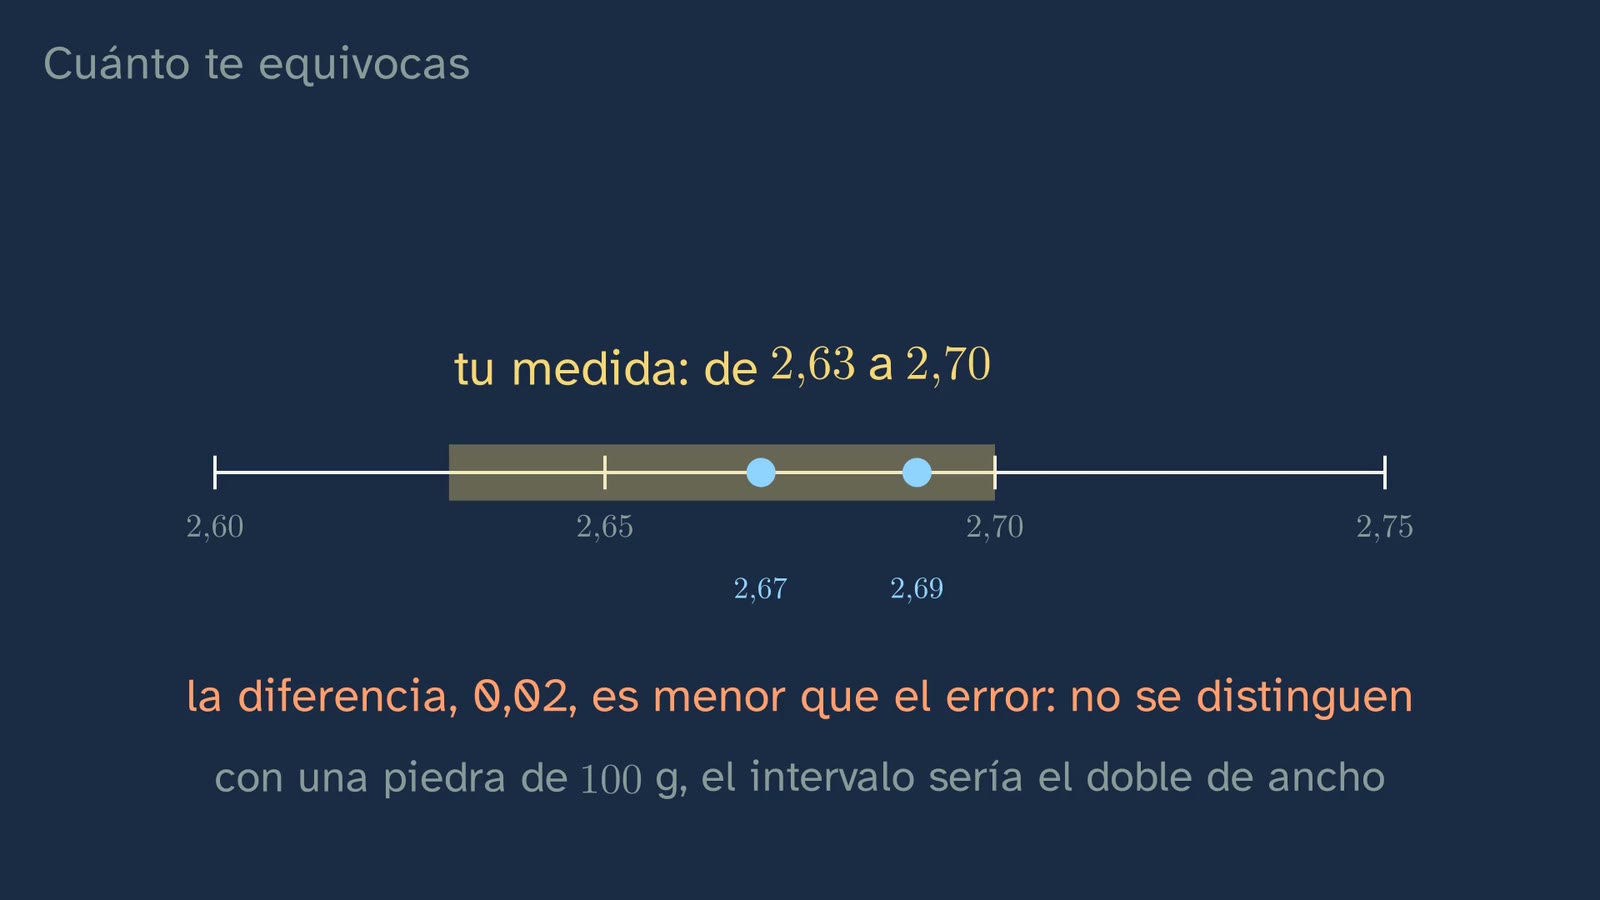 Cuánto te equivocas
tu medida: de 2,63 a 2,70
2,60 2,65 2,70 2,75
2,67 2,69
la diferencia, 0,02, es menor que el error: no se distinguen
con una piedra de 100 g, el intervalo sería el doble de ancho